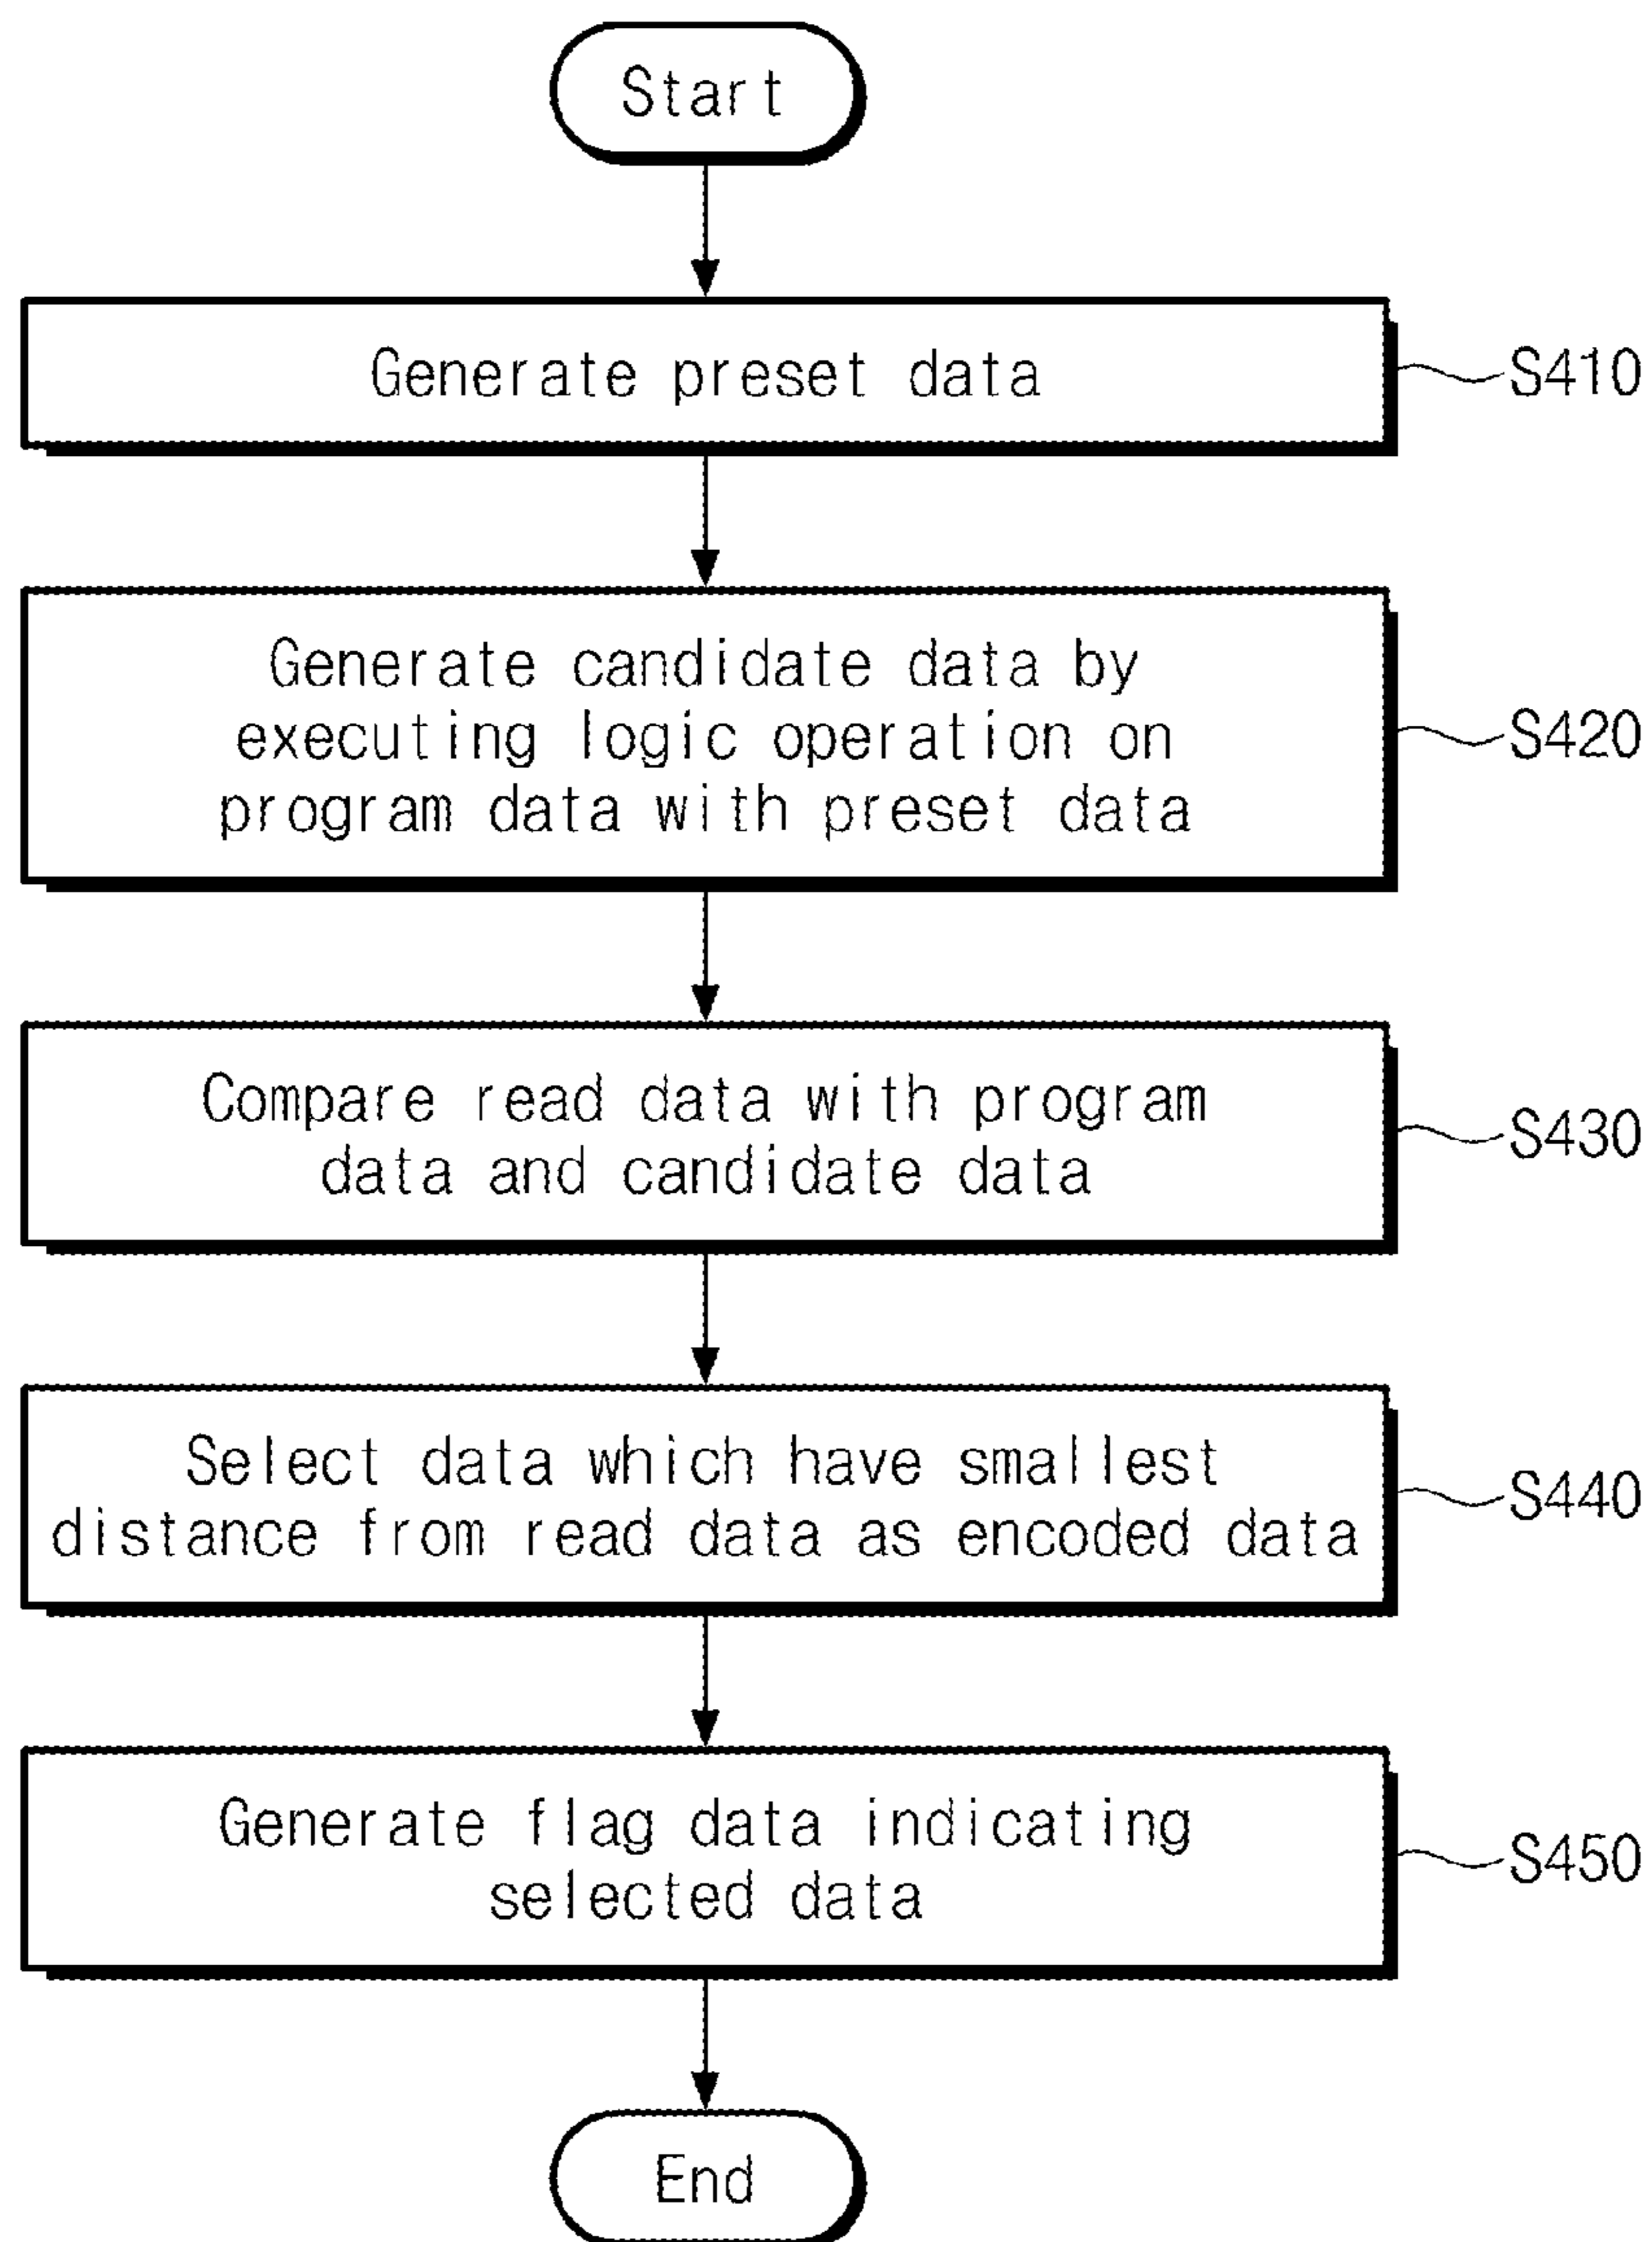 Start
Generate preset data
S410
Generate candidate data by
executing logic operation on
program data with preset data
S420
Compare read data with program
data and candidate data
S430
Select data which have smallest
distance from read data as encoded data
S440
Generate flag data indicating
selected data
S450
End